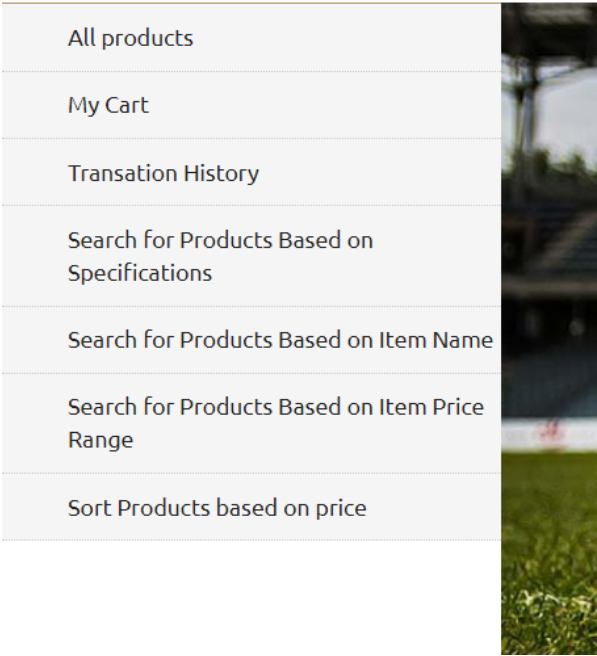 All products
My Cart
Transation History
Search for Products Based on
Specifications
Search for Products Based on Item Name
Search for Products Based on Item Price
Range
Sort Products based on price